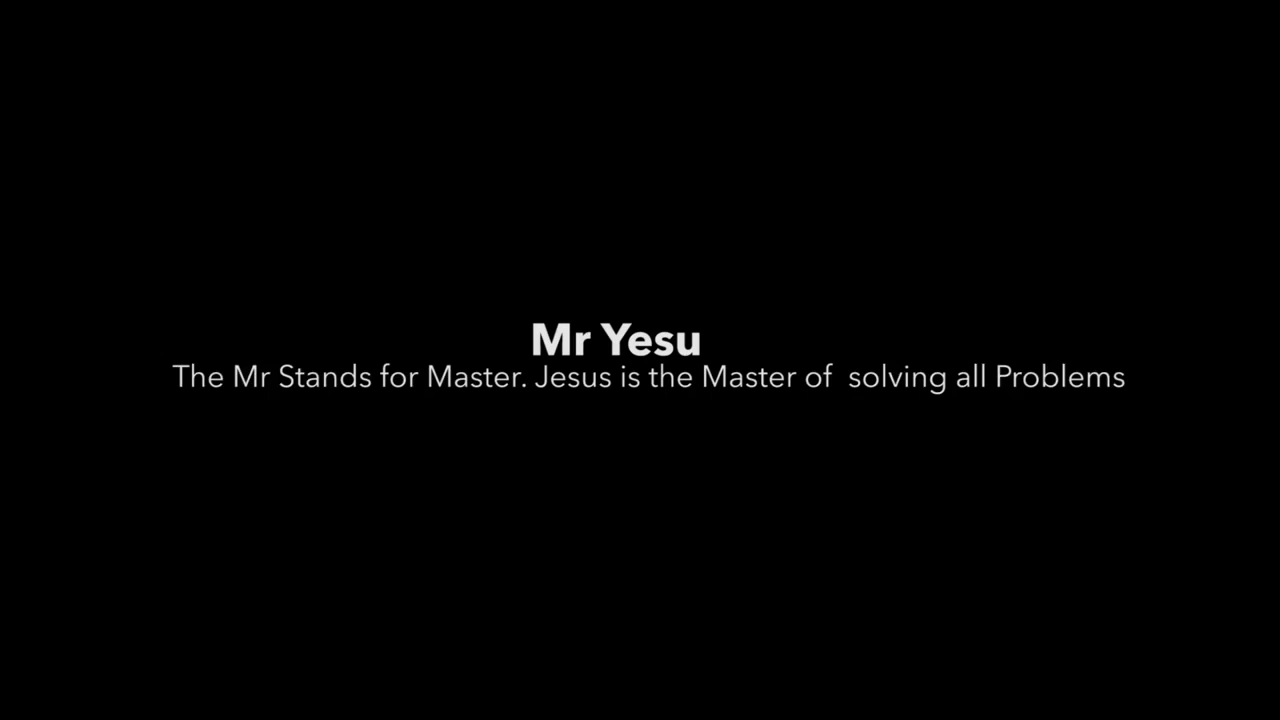 Mr Yesu
The Mr Stands for Master. Jesus is the Master of  solving all Problems